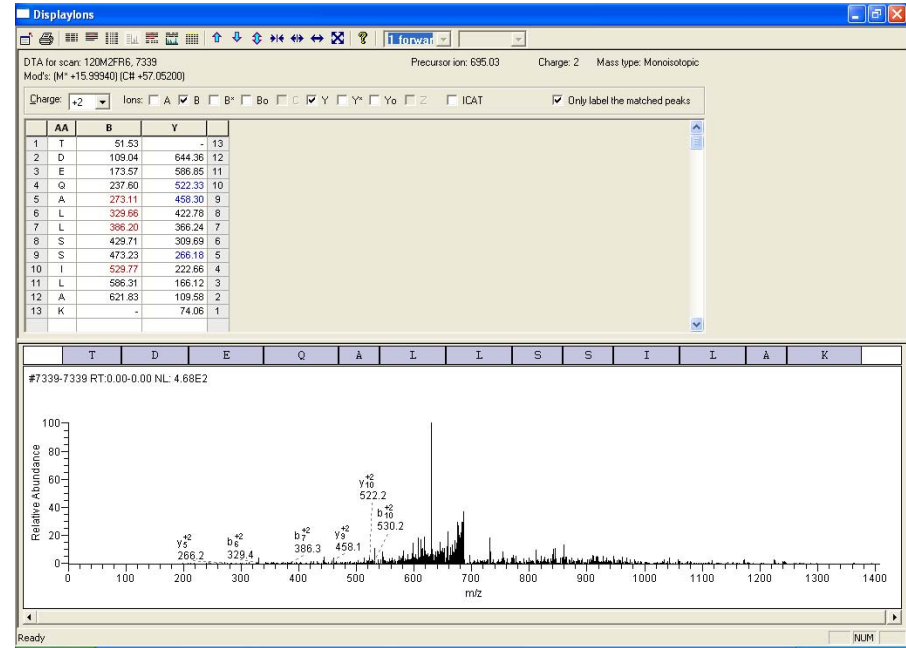 DisplayIons
1 forwar
DTA for scan: 120M2FR6, 7339 Precursor ion: 695.03 Charge: 2 Mass type: Monoisotopic
Mod's: (M* +15.99940) (C# +57.05200)
Charge: +2 Ions: A B B* Bo C Y Y* Yo Z ICAT Only label the matched peaks
AA B Y
1 T 51.53 - 13
2 D 109.04 644.36 12
3 E 173.57 586.85 11
4 Q 237.60 522.33 10
5 A 273.11 458.30 9
6 L 329.66 422.78 8
7 L 386.20 366.24 7
8 S 429.71 309.69 6
9 S 473.23 266.18 5
10 I 529.77 222.66 4
11 L 586.31 166.12 3
12 A 621.83 109.58 2
13 K - 74.06 1
T D E Q A L L S S I L A K
#7339-7339 RT:0.00-0.00 NL: 4.68E2
Relative Abundance
100
80
60
40
20
0
y5+2
266.2
b6+2
329.4
b7+2
386.3
y9+2
458.1
y10+2
522.2
b10+2
530.2
0 100 200 300 400 500 600 700 800 900 1000 1100 1200 1300 1400
m/z
Ready NUM